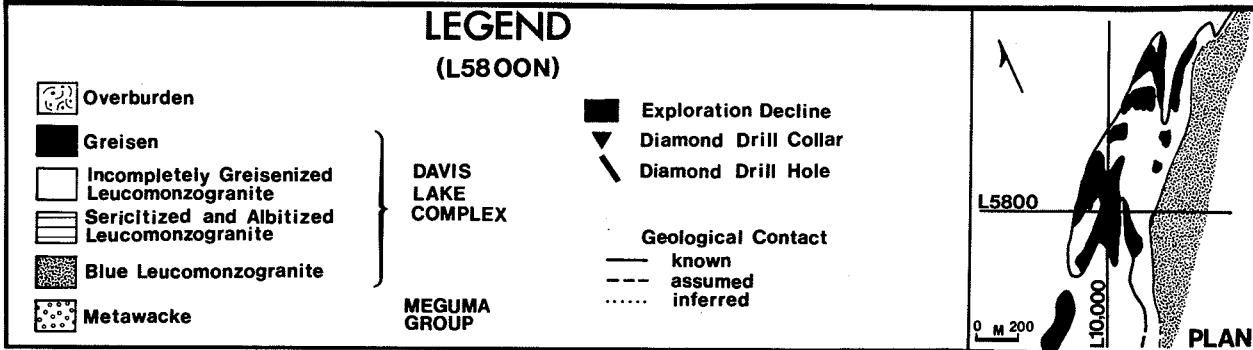 LEGEND
(L5800N)
Overburden
Greisen
Incompletely Greisenized
Leucomonzogranite
Sericitized and Albitized
Leucomonzogranite
Blue Leucomonzogranite
Metawacke
DAVIS
LAKE
COMPLEX
MEGUMA
GROUP
Exploration Decline
Diamond Drill Collar
Diamond Drill Hole
Geological Contact
known
assumed
inferred
L5800
L10,000
0 M 200
PLAN